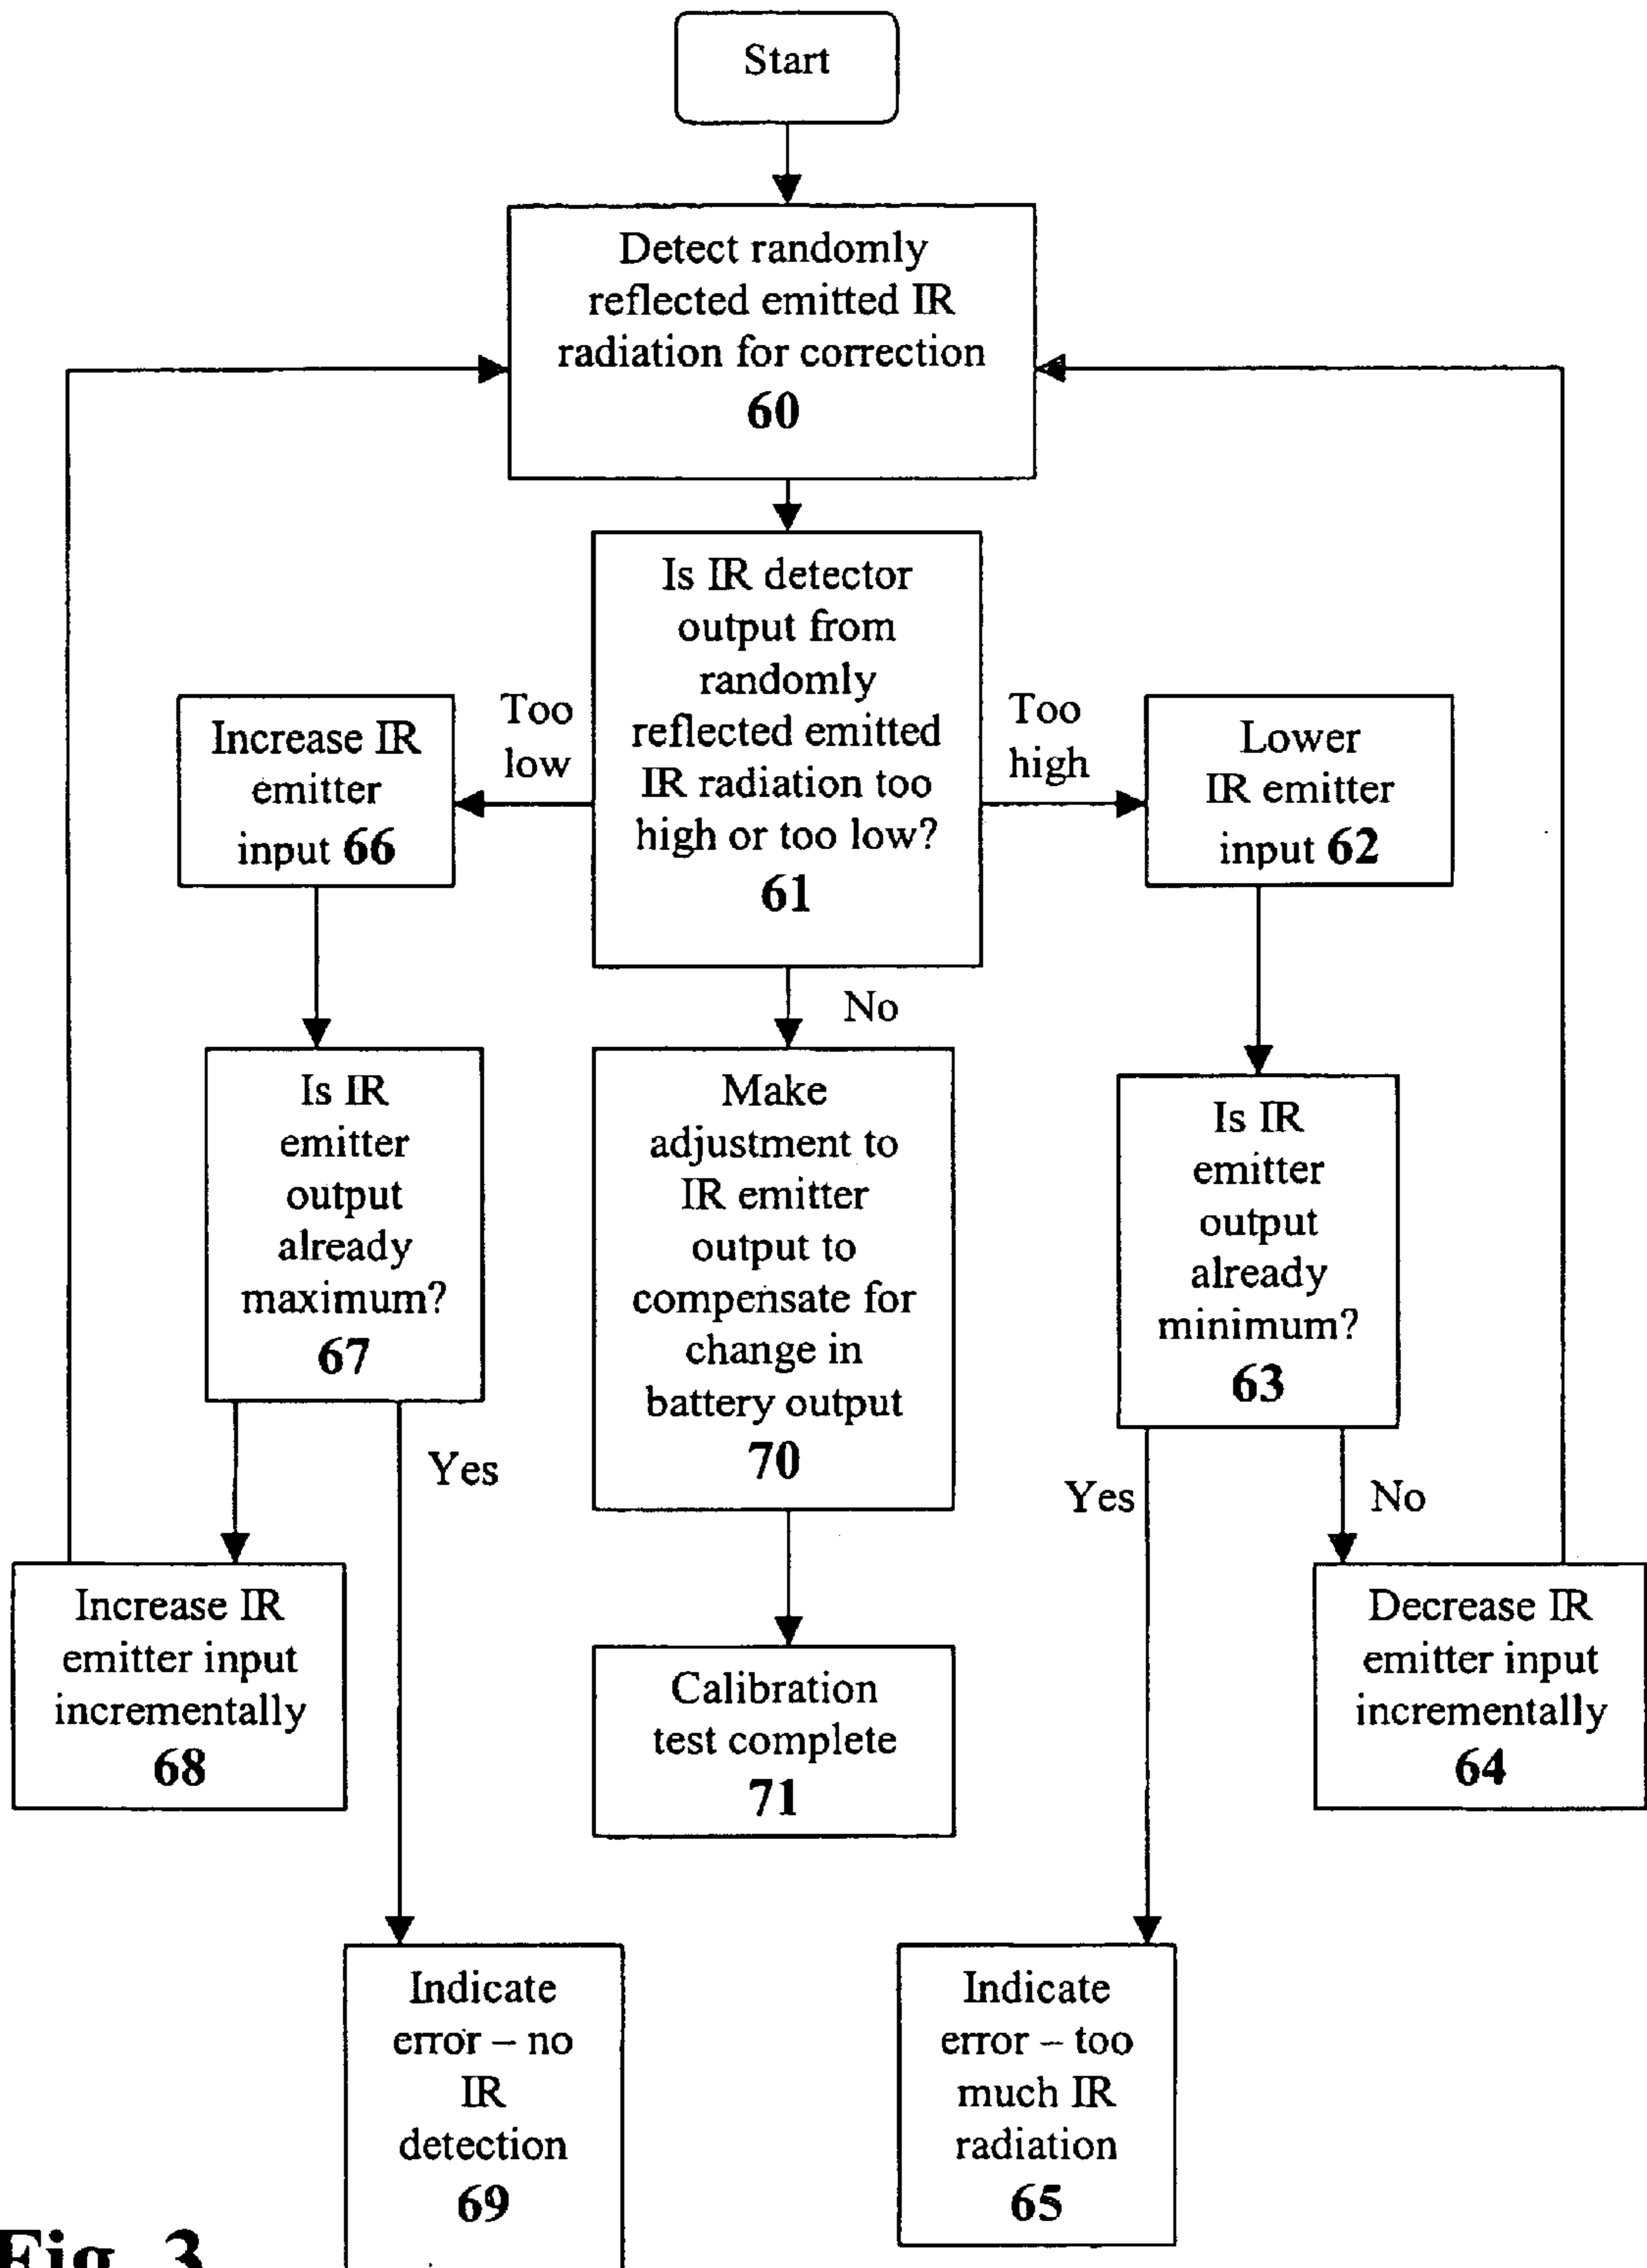 Start
Detect randomly
reflected emitted IR
radiation for correction
60
Is IR detector
output from
randomly
reflected emitted
IR radiation too
high or too low?
61
Too
low
Too
high
Increase IR
emitter
input 66
Lower
IR emitter
input 62
No
Is IR
emitter
output
already
maximum?
67
Make
adjustment to
IR emitter
output to
compensate for
change in
battery output
70
Is IR
emitter
output
already
minimum?
63
Yes
Yes
No
Increase IR
emitter input
incrementally
68
Calibration
test complete
71
Decrease IR
emitter input
incrementally
64
Indicate
error – no
IR
detection
69
Indicate
error – too
much IR
radiation
65
Fig. 3